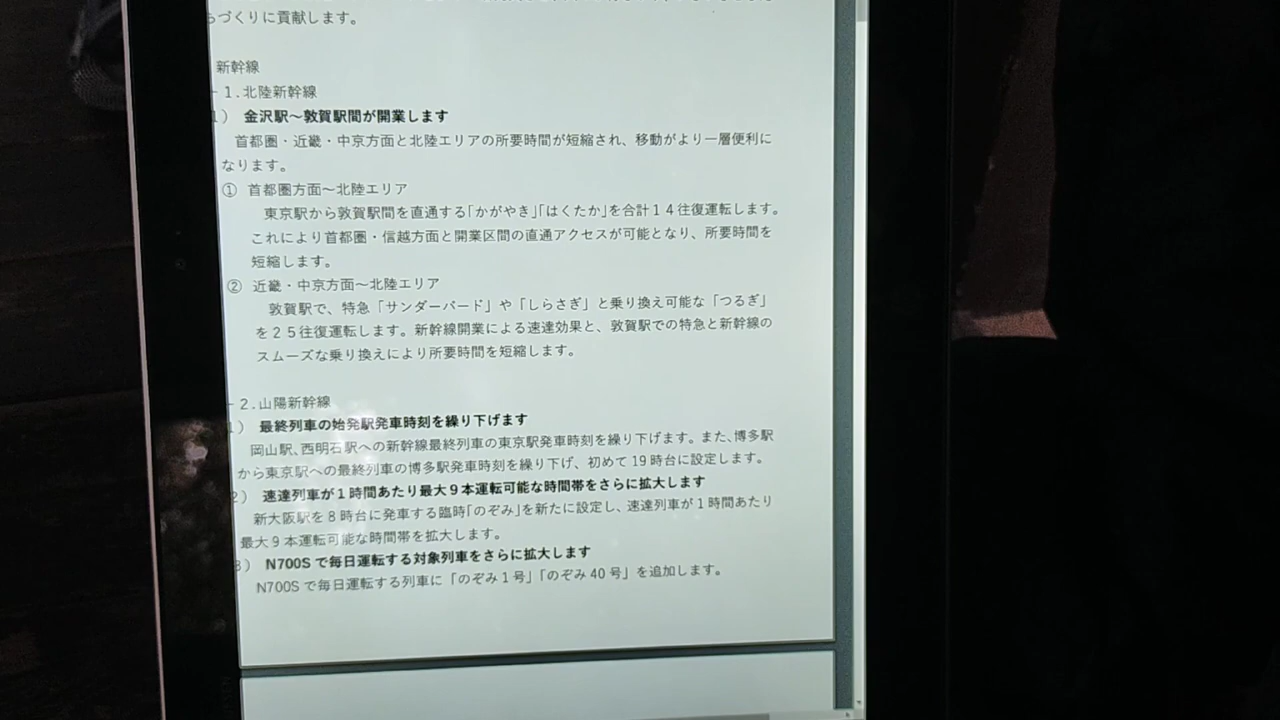 づくりに貢献します。
新幹線
1.北陸新幹線
1） 金沢駅～敦賀駅間が開業します
首都圏・近畿・中京方面と北陸エリアの所要時間が短縮され、移動がより一層便利に
なります。
① 首都圏方面～北陸エリア
東京駅から敦賀駅間を直通する｢かがやき｣｢はくたか｣を合計１４往復運転します。
これにより首都圏・信越方面と開業区間の直通アクセスが可能となり、所要時間を
短縮します。
② 近畿・中京方面～北陸エリア
敦賀駅で、特急「サンダーバード」や「しらさぎ」と乗り換え可能な「つるぎ」
を２５往復運転します。新幹線開業による速達効果と、敦賀駅での特急と新幹線の
スムーズな乗り換えにより所要時間を短縮します。
2.山陽新幹線
1） 最終列車の始発駅発車時刻を繰り下げます
岡山駅、西明石駅への新幹線最終列車の東京駅発車時刻を繰り下げます。また、博多駅
から東京駅への最終列車の博多駅発車時刻を繰り下げ、初めて 19 時台に設定します。
2） 速達列車が１時間あたり最大９本運転可能な時間帯をさらに拡大します
新大阪駅を８時台に発車する臨時｢のぞみ｣を新たに設定し、速達列車が１時間あたり
最大９本運転可能な時間帯を拡大します。
3） N700S で毎日運転する対象列車をさらに拡大します
N700S で毎日運転する列車に「のぞみ 1 号」「のぞみ 40 号」を追加します。